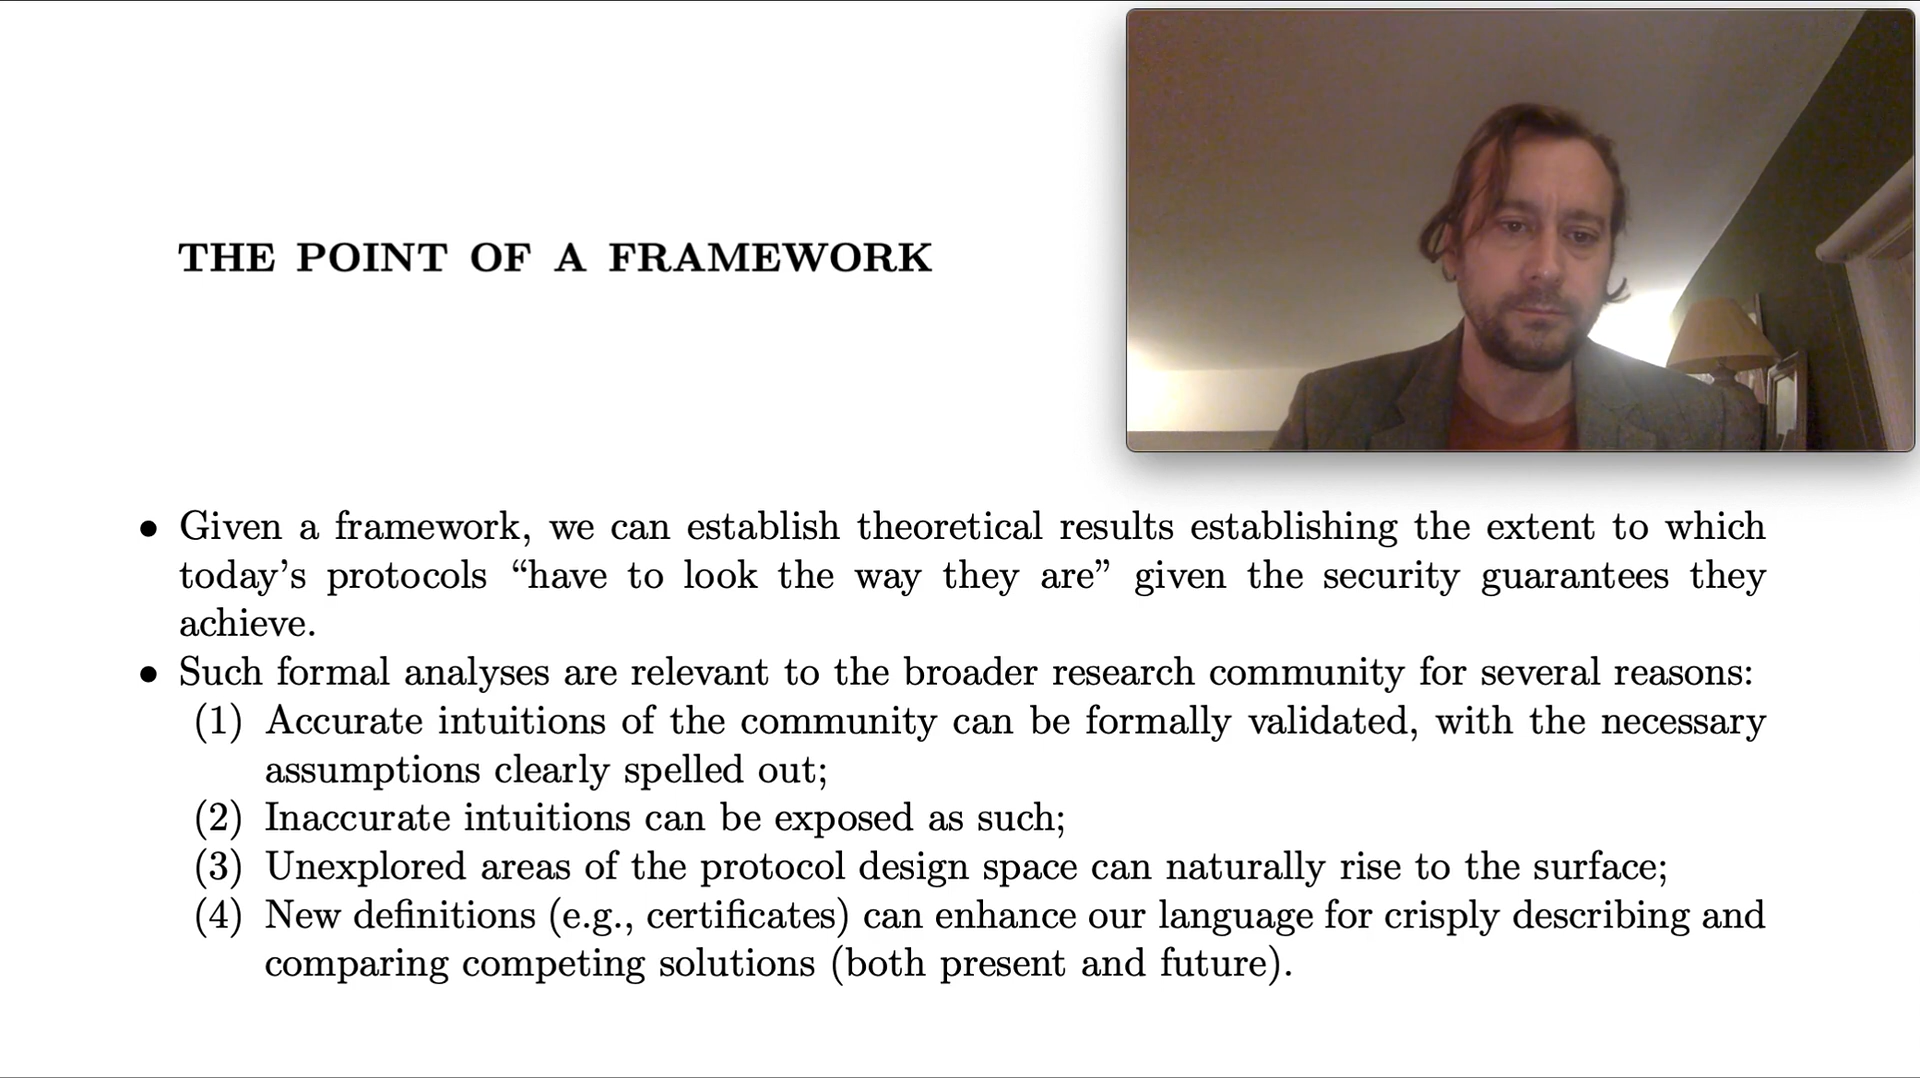 THE POINT OF A FRAMEWORK
• Given a framework, we can establish theoretical results establishing the extent to which
today’s protocols “have to look the way they are” given the security guarantees they
achieve.
• Such formal analyses are relevant to the broader research community for several reasons:
(1) Accurate intuitions of the community can be formally validated, with the necessary
assumptions clearly spelled out;
(2) Inaccurate intuitions can be exposed as such;
(3) Unexplored areas of the protocol design space can naturally rise to the surface;
(4) New definitions (e.g., certificates) can enhance our language for crisply describing and
comparing competing solutions (both present and future).